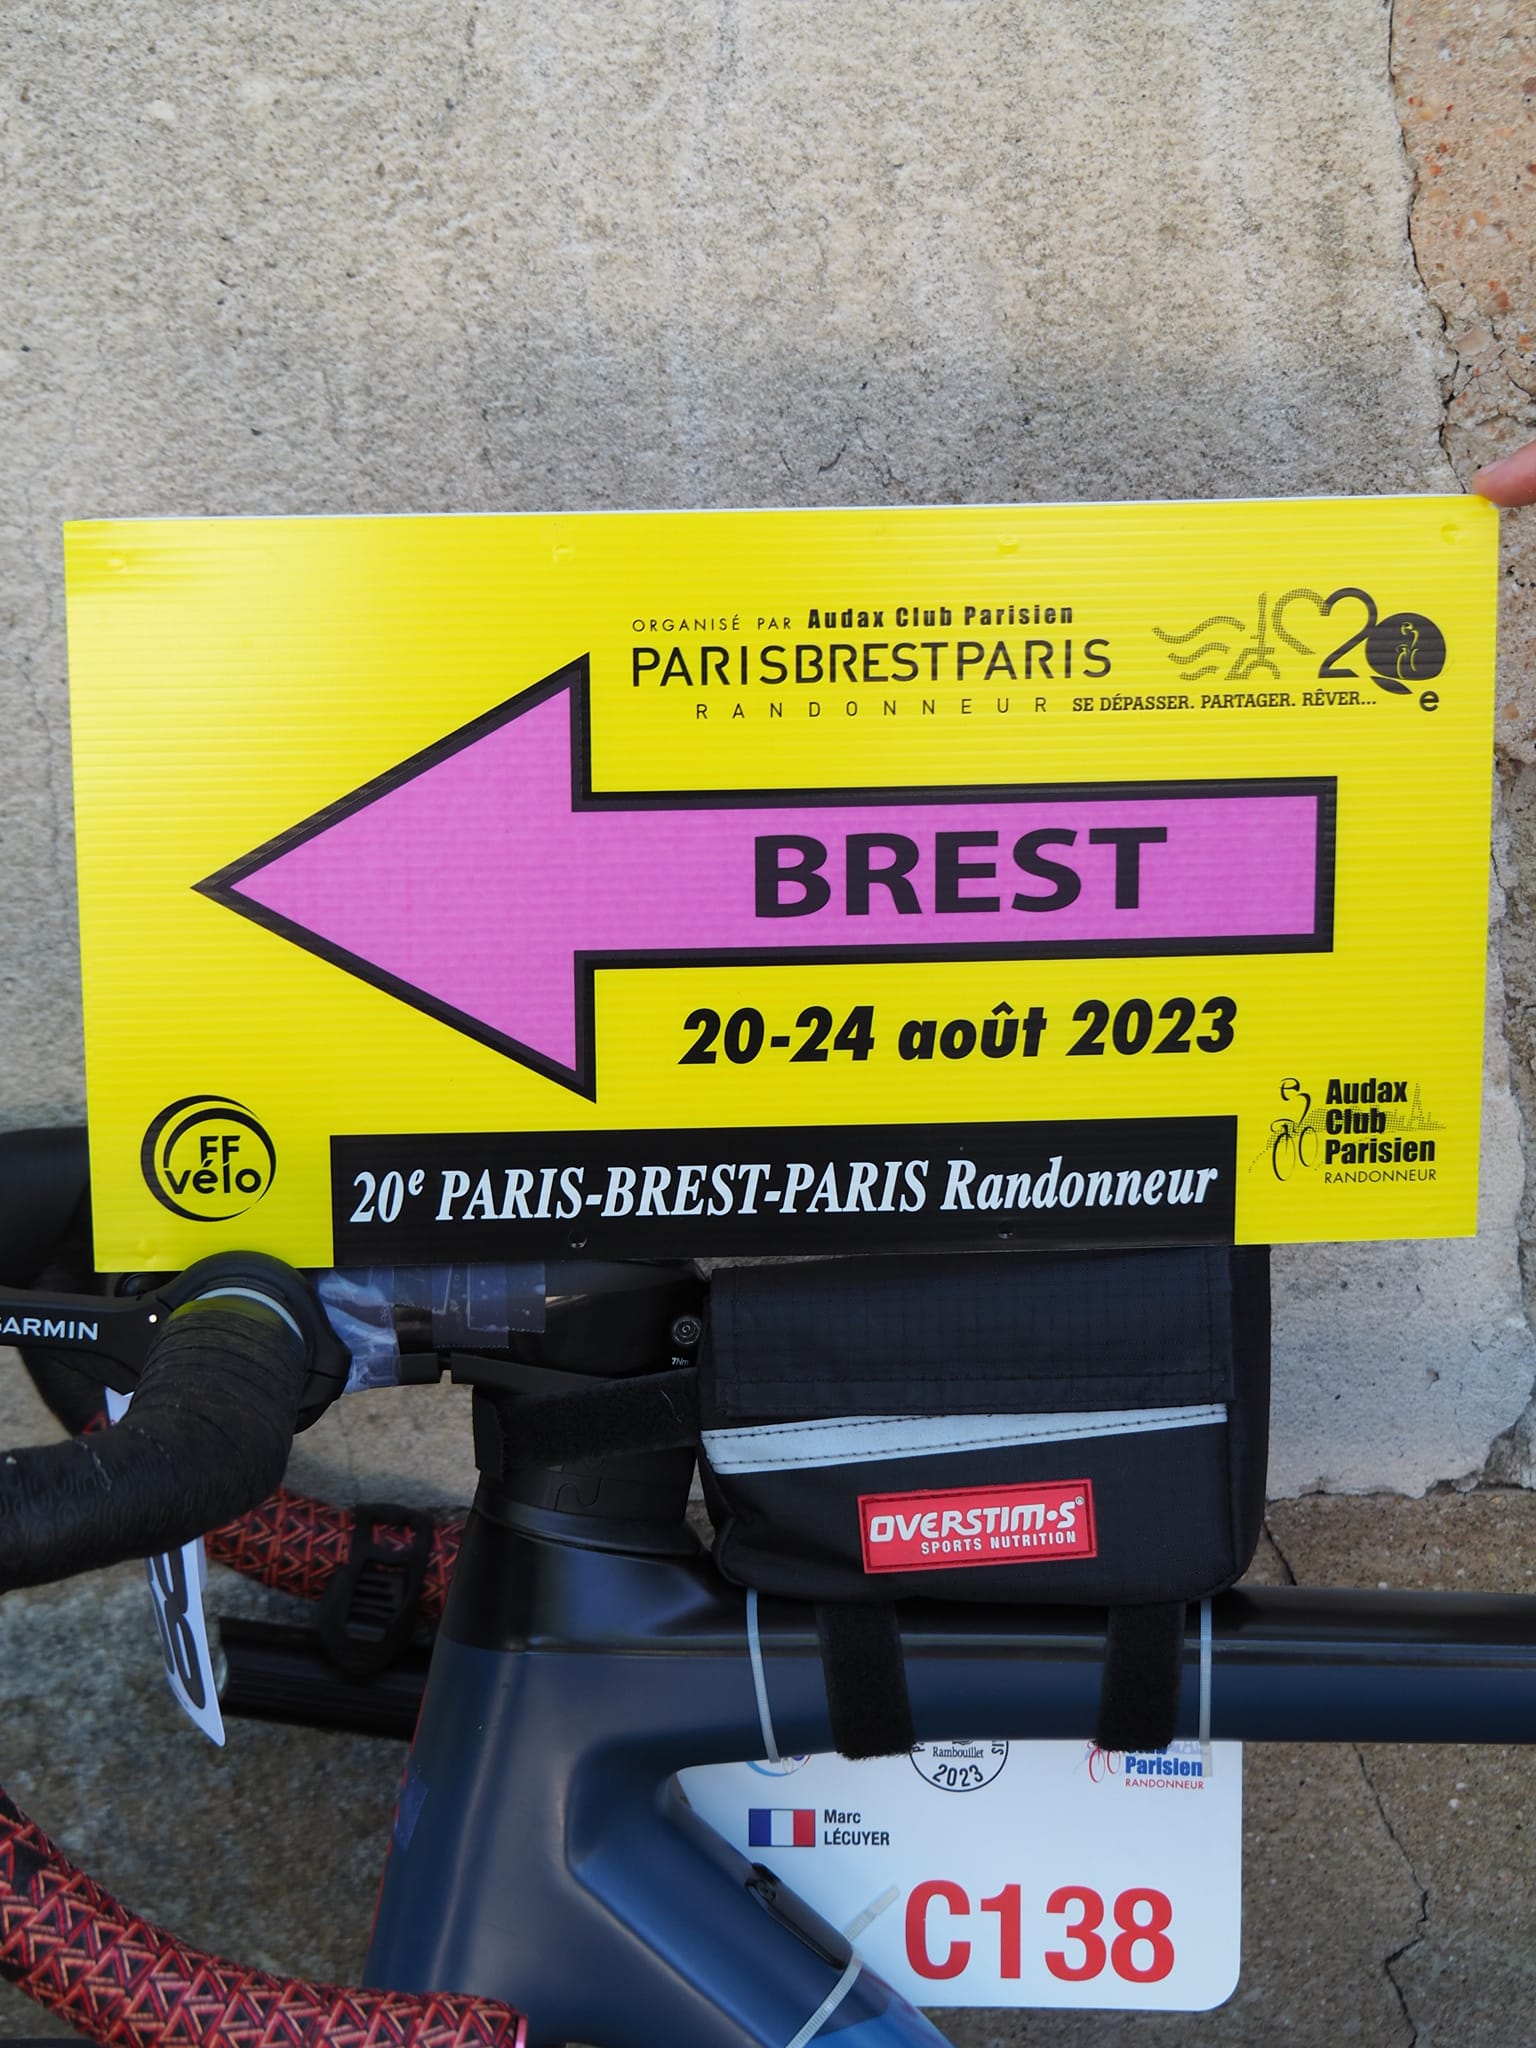 ORGANISÉ PAR Audax Club Parisien
PARISBRESTPARIS
RANDONNEUR
SE DÉPASSER. PARTAGER. RÊVER...
20e
BREST
20-24 août 2023
FF
vélo
20e PARIS-BREST-PARIS Randonneur
Audax
Club
Parisien
RANDONNEUR
GARMIN
7Nm
OVERSTIM•S®
SPORTS NUTRITION
Rambouillet
2023
Parisien
RANDONNEUR
Marc
LÉCUYER
C138